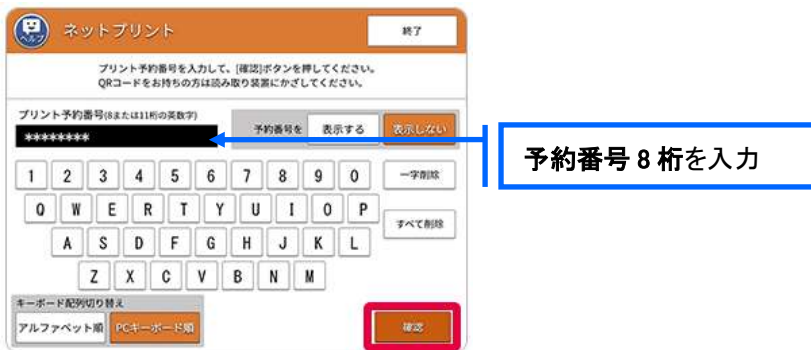 ヘルプ
ネットプリント
終了
プリント予約番号を入力して、[確認]ボタンを押してください。
QRコードをお持ちの方は読み取り装置にかざしてください。
プリント予約番号(8または11桁の英数字)
予約番号を 表示する 表示しない
********
予約番号 8 桁を入力
1 2 3 4 5 6 7 8 9 0 一字削除
Q W E R T Y U I O P
すべて削除
A S D F G H J K L
Z X C V B N M
キーボード配列切り替え
アルファベット順 PCキーボード順
確認